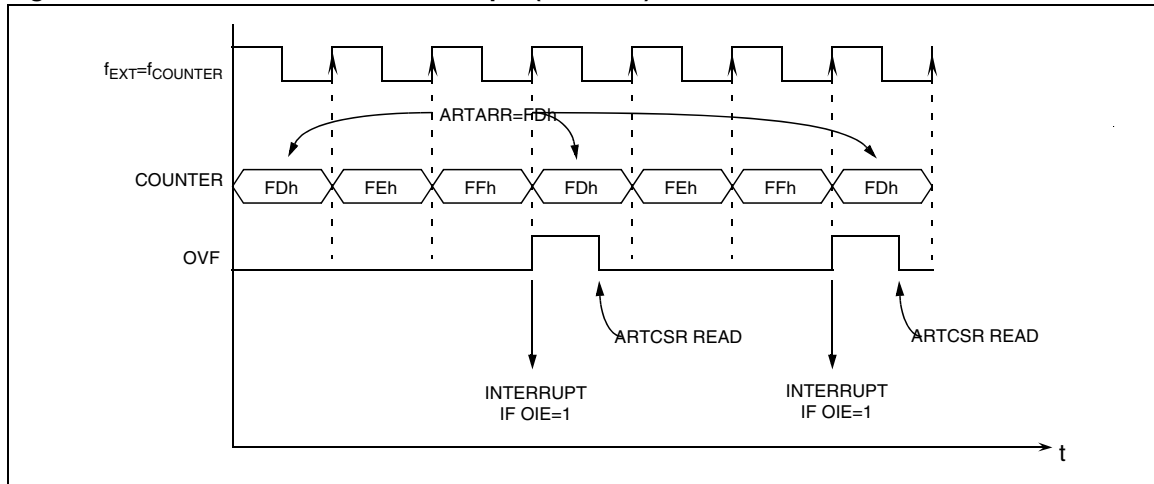 fEXT=fCOUNTER
ARTARR=FDh
COUNTER
FDh FEh FFh FDh FEh FFh FDh
OVF
ARTCSR READ
ARTCSR READ
INTERRUPT
IF OIE=1
INTERRUPT
IF OIE=1
t